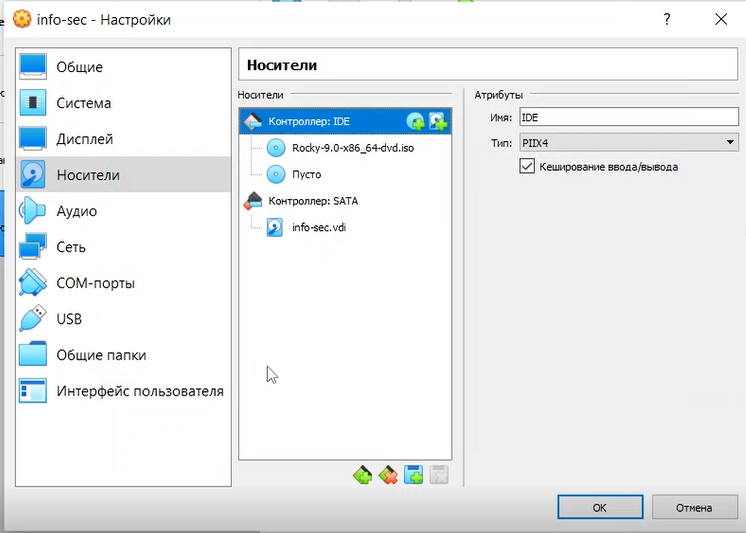 info-sec - Настройки
?
Общие
Система
Дисплей
Носители
Аудио
Сеть
COM-порты
USB
Общие папки
Интерфейс пользователя
Носители
Носители
Контроллер: IDE
Rocky-9.0-x86_64-dvd.iso
Пусто
Контроллер: SATA
info-sec.vdi
Атрибуты
Имя: IDE
Тип: PIIX4
Кеширование ввода/вывода
OK
Отмена